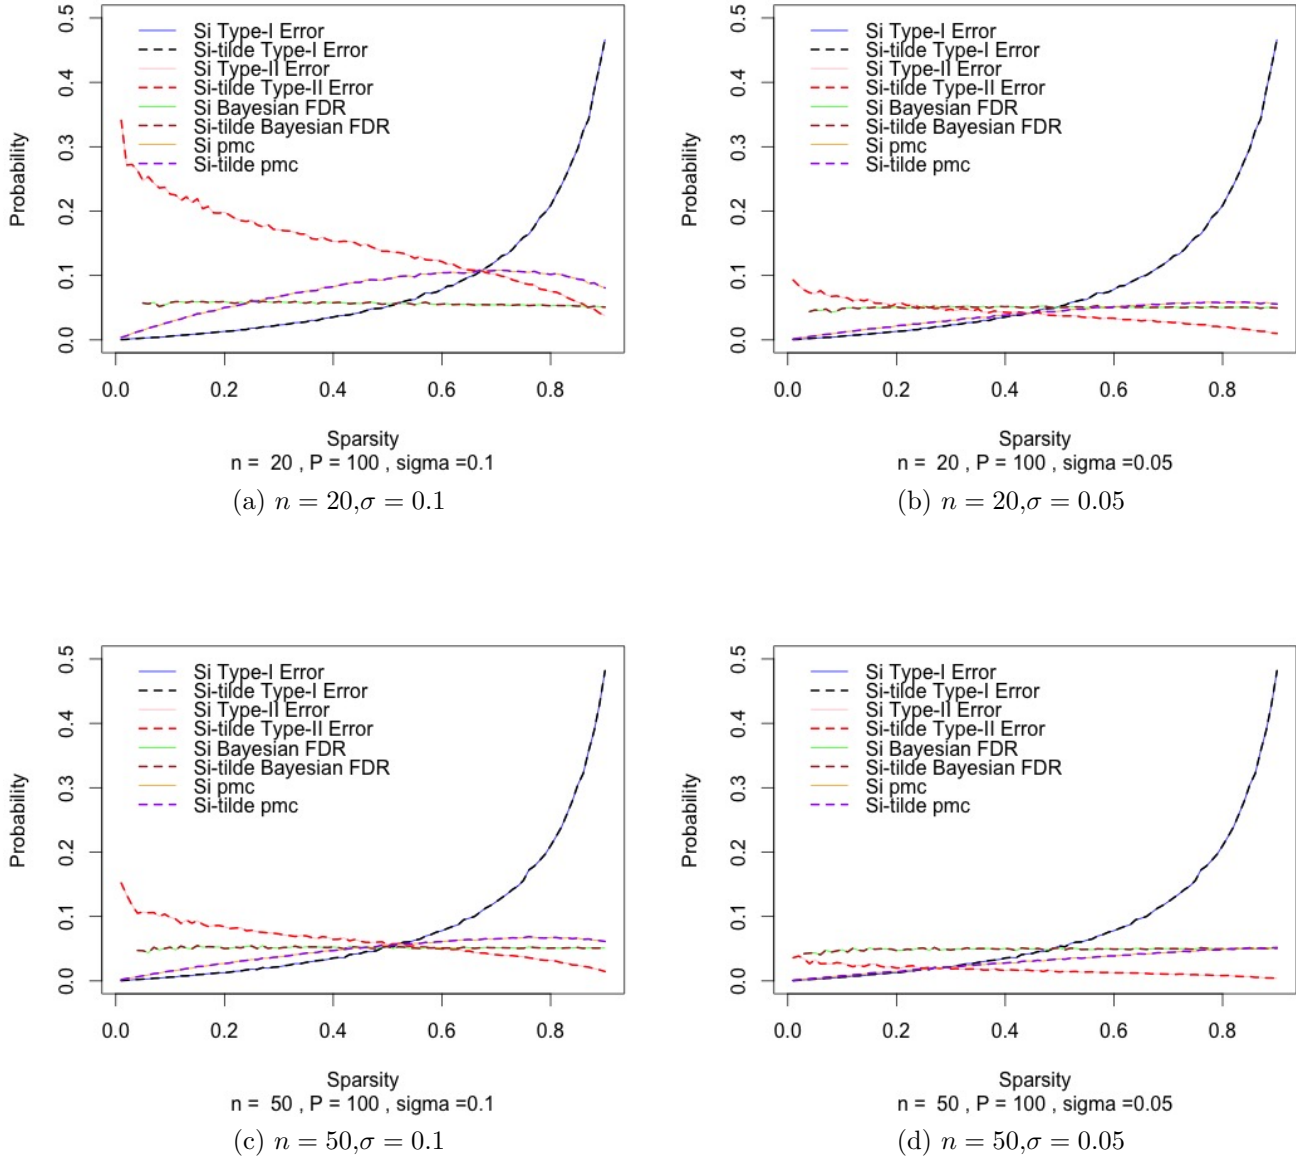 Probability
0.0 0.1 0.2 0.3 0.4 0.5
Si Type-I Error
Si-tilde Type-I Error
Si Type-II Error
Si-tilde Type-II Error
Si Bayesian FDR
Si-tilde Bayesian FDR
Si pmc
Si-tilde pmc
0.0 0.2 0.4 0.6 0.8
Sparsity
n = 20 , P = 100 , sigma =0.1
(a) n = 20,σ = 0.1
Probability
0.0 0.1 0.2 0.3 0.4 0.5
Si Type-I Error
Si-tilde Type-I Error
Si Type-II Error
Si-tilde Type-II Error
Si Bayesian FDR
Si-tilde Bayesian FDR
Si pmc
Si-tilde pmc
0.0 0.2 0.4 0.6 0.8
Sparsity
n = 20 , P = 100 , sigma =0.05
(b) n = 20,σ = 0.05
Probability
0.0 0.1 0.2 0.3 0.4 0.5
Si Type-I Error
Si-tilde Type-I Error
Si Type-II Error
Si-tilde Type-II Error
Si Bayesian FDR
Si-tilde Bayesian FDR
Si pmc
Si-tilde pmc
0.0 0.2 0.4 0.6 0.8
Sparsity
n = 50 , P = 100 , sigma =0.1
(c) n = 50,σ = 0.1
Probability
0.0 0.1 0.2 0.3 0.4 0.5
Si Type-I Error
Si-tilde Type-I Error
Si Type-II Error
Si-tilde Type-II Error
Si Bayesian FDR
Si-tilde Bayesian FDR
Si pmc
Si-tilde pmc
0.0 0.2 0.4 0.6 0.8
Sparsity
n = 50 , P = 100 , sigma =0.05
(d) n = 50,σ = 0.05